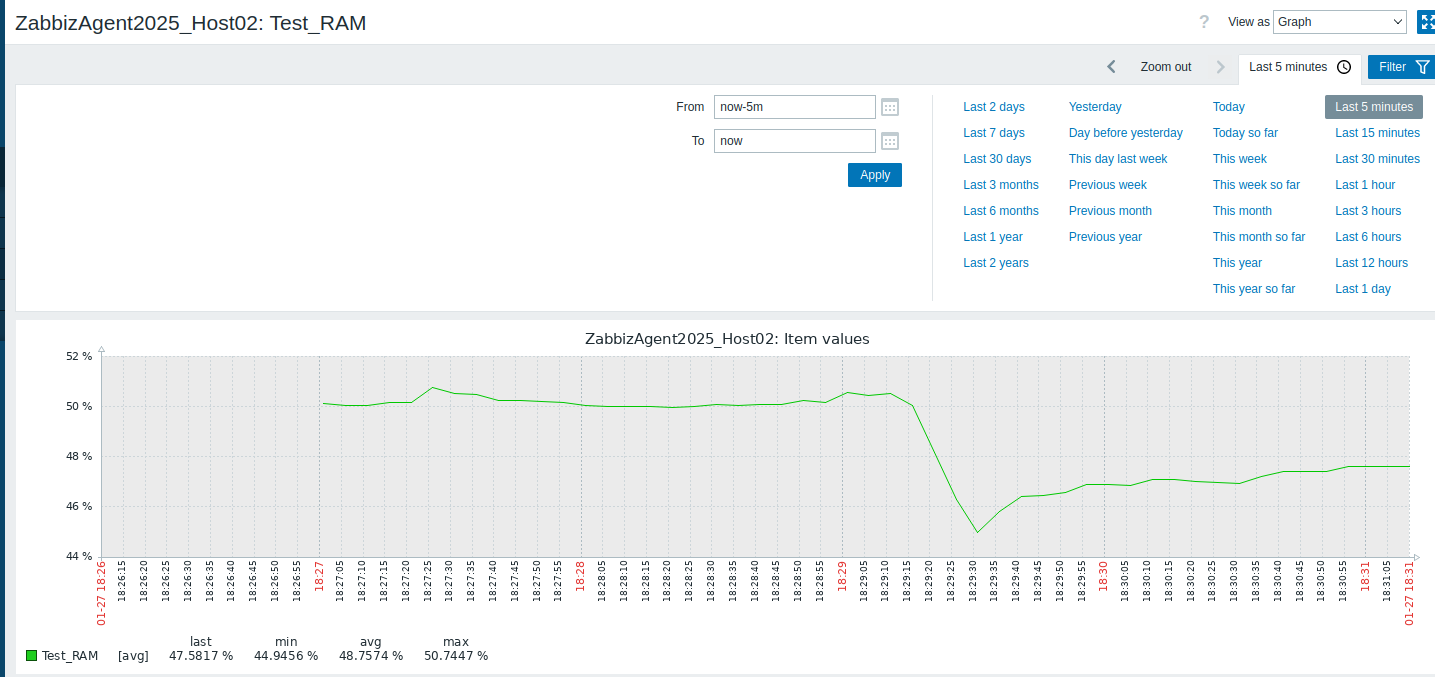 ZabbizAgent2025_Host02: Test_RAM
? View as Graph
Zoom out Last 5 minutes Filter
From now-5m
To now
Apply
Last 2 days Yesterday Today Last 5 minutes
Last 7 days Day before yesterday Today so far Last 15 minutes
Last 30 days This day last week This week Last 30 minutes
Last 3 months Previous week This week so far Last 1 hour
Last 6 months Previous month This month Last 3 hours
Last 1 year Previous year This month so far Last 6 hours
Last 2 years This year Last 12 hours
This year so far Last 1 day
ZabbizAgent2025_Host02: Item values
52 %
50 %
48 %
46 %
44 %
01-27 18:26 18:26:15 18:26:20 18:26:25 18:26:30 18:26:35 18:26:40 18:26:45 18:26:50 18:26:55 18:27 18:27:05 18:27:10 18:27:15 18:27:20 18:27:25 18:27:30 18:27:35 18:27:40 18:27:45 18:27:50 18:27:55 18:28 18:28:05 18:28:10 18:28:15 18:28:20 18:28:25 18:28:30 18:28:35 18:28:40 18:28:45 18:28:50 18:28:55 18:29 18:29:05 18:29:10 18:29:15 18:29:20 18:29:25 18:29:30 18:29:35 18:29:40 18:29:45 18:29:50 18:29:55 18:30 18:30:05 18:30:10 18:30:15 18:30:20 18:30:25 18:30:30 18:30:35 18:30:40 18:30:45 18:30:50 18:30:55 18:31 18:31:05 01-27 18:31
last min avg max
Test_RAM [avg] 47.5817 % 44.9456 % 48.7574 % 50.7447 %